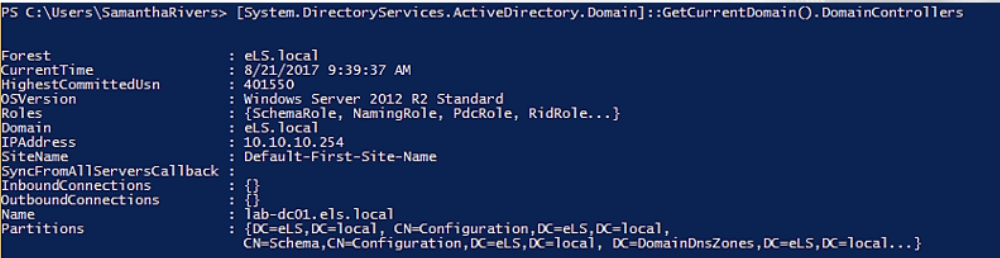 PS C:\Users\SamanthaRivers> [System.DirectoryServices.ActiveDirectory.Domain]::GetCurrentDomain().DomainControllers
Forest : eLS.local
CurrentTime : 8/21/2017 9:39:37 AM
HighestCommittedUsn : 401550
OSVersion : Windows Server 2012 R2 Standard
Roles : {SchemaRole, NamingRole, PdcRole, RidRole...}
Domain : eLS.local
IPAddress : 10.10.10.254
SiteName : Default-First-Site-Name
SyncFromAllServersCallback :
InboundConnections : {}
OutboundConnections : {}
Name : lab-dc01.els.local
Partitions : {DC=eLS,DC=local, CN=Configuration,DC=eLS,DC=local,
CN=Schema,CN=Configuration,DC=eLS,DC=local, DC=DomainDnsZones,DC=eLS,DC=local...}